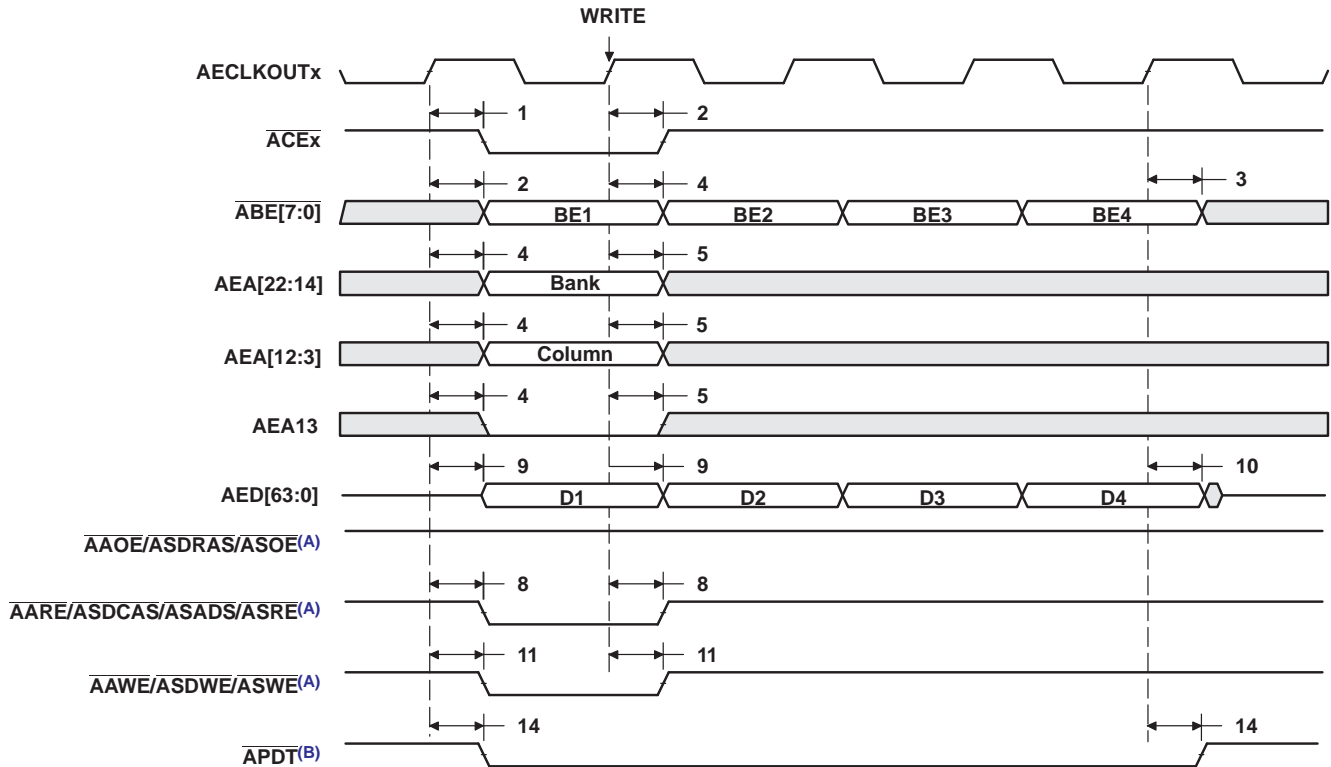 WRITE
AECLKOUTx
1 2
ACEx
2 4 3
ABE[7:0] BE1 BE2 BE3 BE4
4 5
AEA[22:14] Bank
4 5
AEA[12:3] Column
4 5
AEA13
9 9 10
AED[63:0] D1 D2 D3 D4
AAOE/ASDRAS/ASOE(A)
8 8
AARE/ASDCAS/ASADS/ASRE(A)
11 11
AAWE/ASDWE/ASWE(A)
14 14
APDT(B)